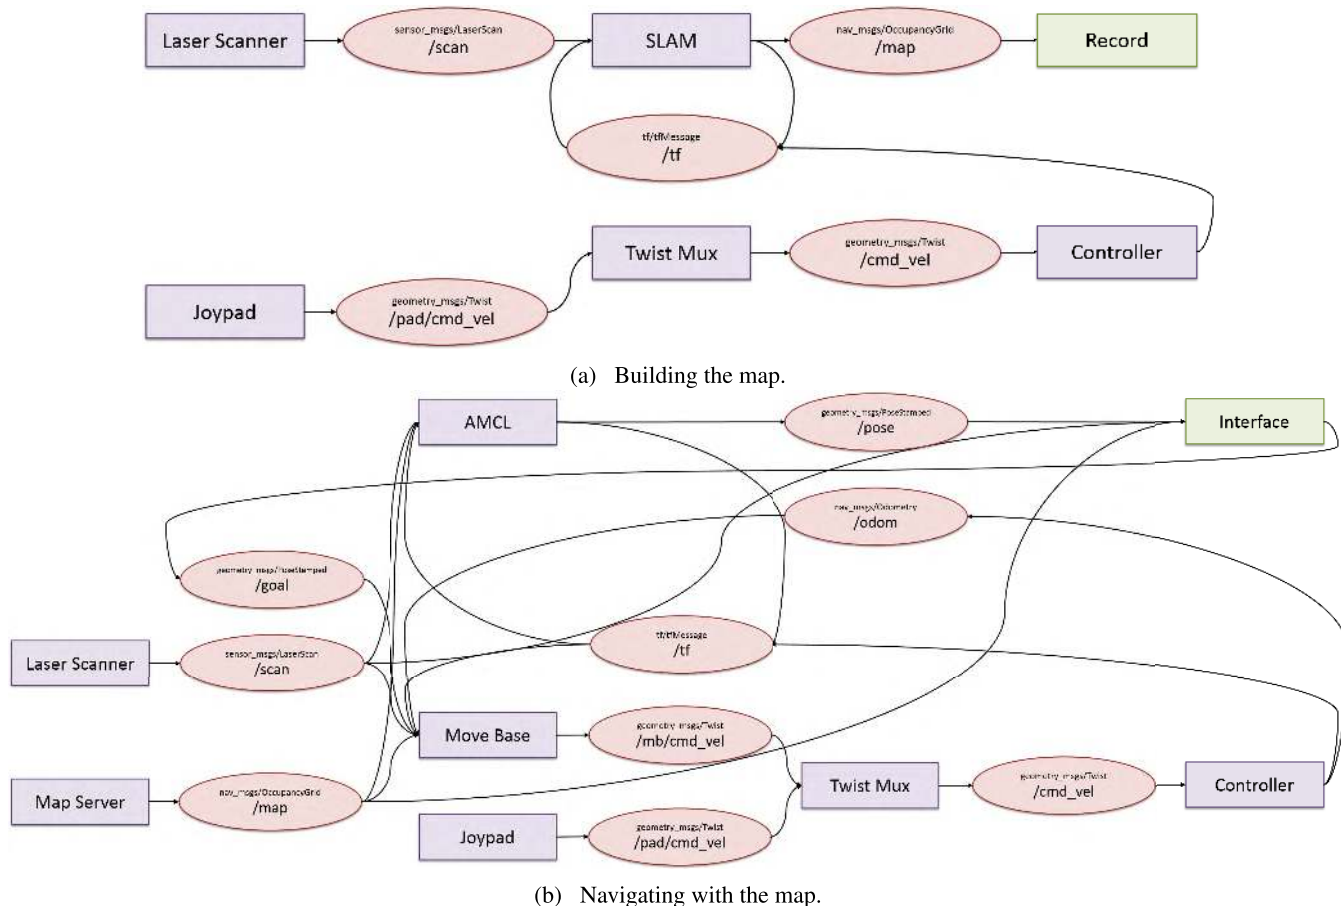 Laser Scanner
sensor_msgs/LaserScan
/scan
SLAM
nav_msgs/OccupancyGrid
/map
Record
tf/tfMessage
/tf
Twist Mux
geometry_msgs/Twist
/cmd_vel
Controller
Joypad
geometry_msgs/Twist
/pad/cmd_vel
(a) Building the map.
AMCL
geometry_msgs/PoseStamped
/pose
Interface
nav_msgs/Odometry
/odom
geometry_msgs/PoseStamped
/goal
Laser Scanner
sensor_msgs/LaserScan
/scan
tf/tfMessage
/tf
Move Base
geometry_msgs/Twist
/mb/cmd_vel
Map Server
nav_msgs/OccupancyGrid
/map
Twist Mux
geometry_msgs/Twist
/cmd_vel
Controller
Joypad
geometry_msgs/Twist
/pad/cmd_vel
(b) Navigating with the map.